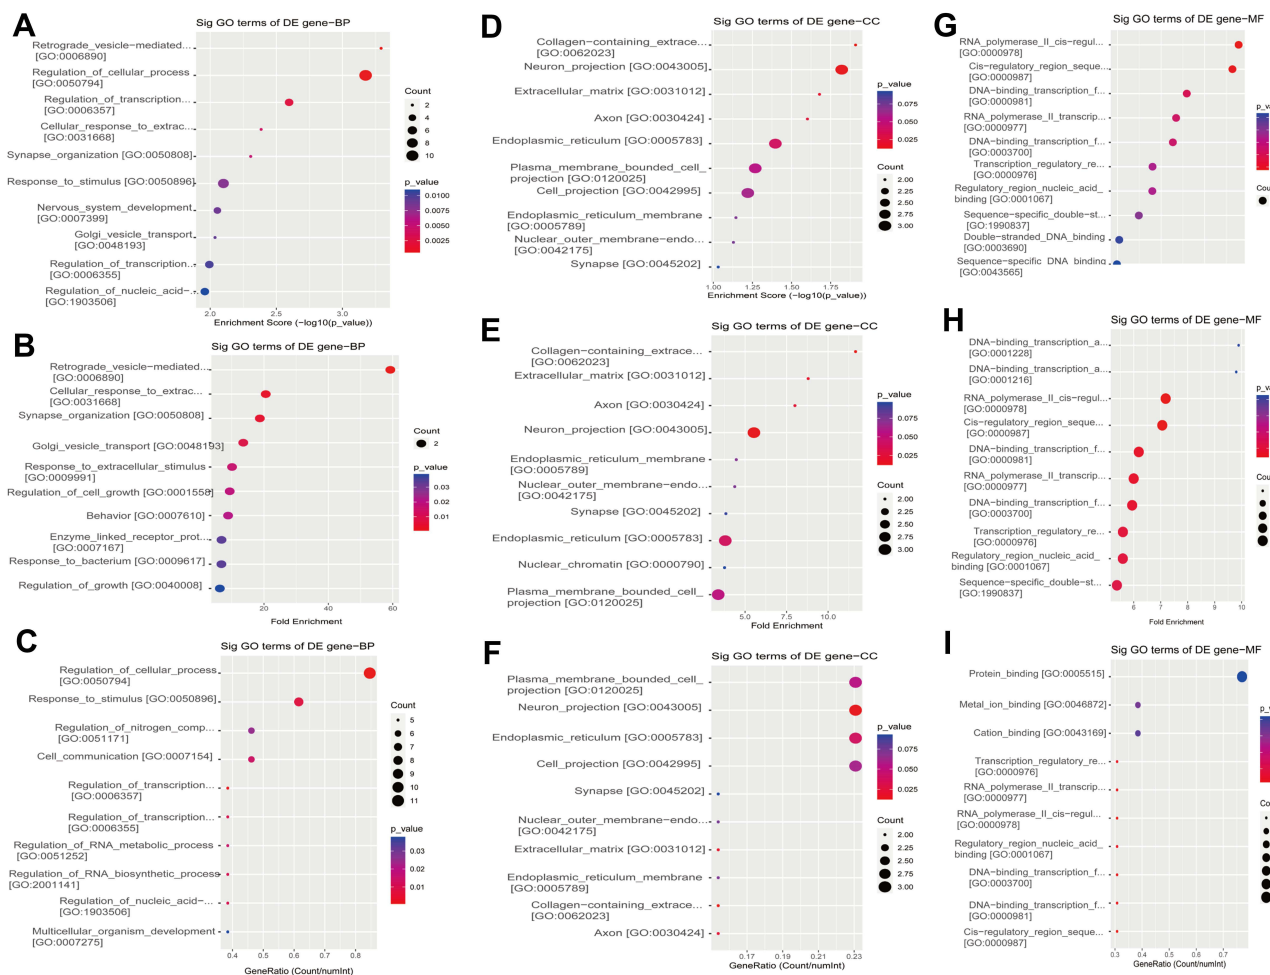 A
Sig GO terms of DE gene−BP
Retrograde_vesicle−mediated...
[GO:0006890]
Regulation_of_cellular_process
[GO:0050794]
Regulation_of_transcription...
[GO:0006357]
Cellular_response_to_extrac...
[GO:0031668]
Synapse_organization [GO:0050808]
Response_to_stimulus [GO:0050896]
Nervous_system_development
[GO:0007399]
Golgi_vesicle_transport
[GO:0048193]
Regulation_of_transcription...
[GO:0006355]
Regulation_of_nucleic_acid−...
[GO:1903506]
2.0 2.5 3.0
Enrichment Score (−log10(p_value))
Count
2
4
6
8
10
p_value
0.0100
0.0075
0.0050
0.0025
B
Sig GO terms of DE gene−BP
Retrograde_vesicle−mediated...
[GO:0006890]
Cellular_response_to_extrac...
[GO:0031668]
Synapse_organization [GO:0050808]
Golgi_vesicle_transport [GO:0048193]
Response_to_extracellular_stimulus
[GO:0009991]
Regulation_of_cell_growth [GO:0001558]
Behavior [GO:0007610]
Enzyme_linked_receptor_prot...
[GO:0007167]
Response_to_bacterium [GO:0009617]
Regulation_of_growth [GO:0040008]
20 40 60
Fold Enrichment
Count
2
p_value
0.03
0.02
0.01
C
Sig GO terms of DE gene−BP
Regulation_of_cellular_process
[GO:0050794]
Response_to_stimulus [GO:0050896]
Regulation_of_nitrogen_comp...
[GO:0051171]
Cell_communication [GO:0007154]
Regulation_of_transcription...
[GO:0006357]
Regulation_of_transcription...
[GO:0006355]
Regulation_of_RNA_metabolic_process
[GO:0051252]
Regulation_of_RNA_biosynthetic_process
[GO:2001141]
Regulation_of_nucleic_acid−...
[GO:1903506]
Multicellular_organism_development
[GO:0007275]
0.4 0.5 0.6 0.7 0.8
GeneRatio (Count/numInt)
Count
5
6
7
8
9
10
11
p_value
0.03
0.02
0.01
D
Sig GO terms of DE gene−CC
Collagen−containing_extrace...
[GO:0062023]
Neuron_projection [GO:0043005]
Extracellular_matrix [GO:0031012]
Axon [GO:0030424]
Endoplasmic_reticulum [GO:0005783]
Plasma_membrane_bounded_cell_
projection [GO:0120025]
Cell_projection [GO:0042995]
Endoplasmic_reticulum_membrane
[GO:0005789]
Nuclear_outer_membrane−endo...
[GO:0042175]
Synapse [GO:0045202]
1.00 1.25 1.50 1.75
Enrichment Score (−log10(p_value))
p_value
0.075
0.050
0.025
Count
2.00
2.25
2.50
2.75
3.00
E
Sig GO terms of DE gene−CC
Collagen−containing_extrace...
[GO:0062023]
Extracellular_matrix [GO:0031012]
Axon [GO:0030424]
Neuron_projection [GO:0043005]
Endoplasmic_reticulum_membrane
[GO:0005789]
Nuclear_outer_membrane−endo...
[GO:0042175]
Synapse [GO:0045202]
Endoplasmic_reticulum [GO:0005783]
Nuclear_chromatin [GO:0000790]
Plasma_membrane_bounded_cell_
projection [GO:0120025]
5.0 7.5 10.0
Fold Enrichment
p_value
0.075
0.050
0.025
Count
2.00
2.25
2.50
2.75
3.00
F
Sig GO terms of DE gene−CC
Plasma_membrane_bounded_cell_
projection [GO:0120025]
Neuron_projection [GO:0043005]
Endoplasmic_reticulum [GO:0005783]
Cell_projection [GO:0042995]
Synapse [GO:0045202]
Nuclear_outer_membrane−endo...
[GO:0042175]
Extracellular_matrix [GO:0031012]
Endoplasmic_reticulum_membrane
[GO:0005789]
Collagen−containing_extrace...
[GO:0062023]
Axon [GO:0030424]
0.17 0.19 0.21 0.23
GeneRatio (Count/numInt)
p_value
0.075
0.050
0.025
Count
2.00
2.25
2.50
2.75
3.00
G
Sig GO terms of DE gene−MF
RNA_polymerase_II_cis−regul...
[GO:0000978]
Cis−regulatory_region_seque...
[GO:0000987]
DNA−binding_transcription_f...
[GO:0000981]
RNA_polymerase_II_transcrip...
[GO:0000977]
DNA−binding_transcription_f...
[GO:0003700]
Transcription_regulatory_re...
[GO:0000976]
Regulatory_region_nucleic_acid_
binding [GO:0001067]
Sequence−specific_double−st...
[GO:1990837]
Double−stranded_DNA_binding
[GO:0003690]
Sequence−specific_DNA_binding
[GO:0043565]
p_v
Cou
H
Sig GO terms of DE gene−MF
DNA−binding_transcription_a...
[GO:0001228]
DNA−binding_transcription_a...
[GO:0001216]
RNA_polymerase_II_cis−regul...
[GO:0000978]
Cis−regulatory_region_seque...
[GO:0000987]
DNA−binding_transcription_f...
[GO:0000981]
RNA_polymerase_II_transcrip...
[GO:0000977]
DNA−binding_transcription_f...
[GO:0003700]
Transcription_regulatory_re...
[GO:0000976]
Regulatory_region_nucleic_acid_
binding [GO:0001067]
Sequence−specific_double−st...
[GO:1990837]
6 7 8 9 10
Fold Enrichment
p_va
Cou
I
Sig GO terms of DE gene−MF
Protein_binding [GO:0005515]
Metal_ion_binding [GO:0046872]
Cation_binding [GO:0043169]
Transcription_regulatory_re...
[GO:0000976]
RNA_polymerase_II_transcrip...
[GO:0000977]
RNA_polymerase_II_cis−regul...
[GO:0000978]
Regulatory_region_nucleic_acid_
binding [GO:0001067]
DNA−binding_transcription_f...
[GO:0003700]
DNA−binding_transcription_f...
[GO:0000981]
Cis−regulatory_region_seque...
[GO:0000987]
0.3 0.4 0.5 0.6 0.7
GeneRatio (Count/numInt)
p_v
Co